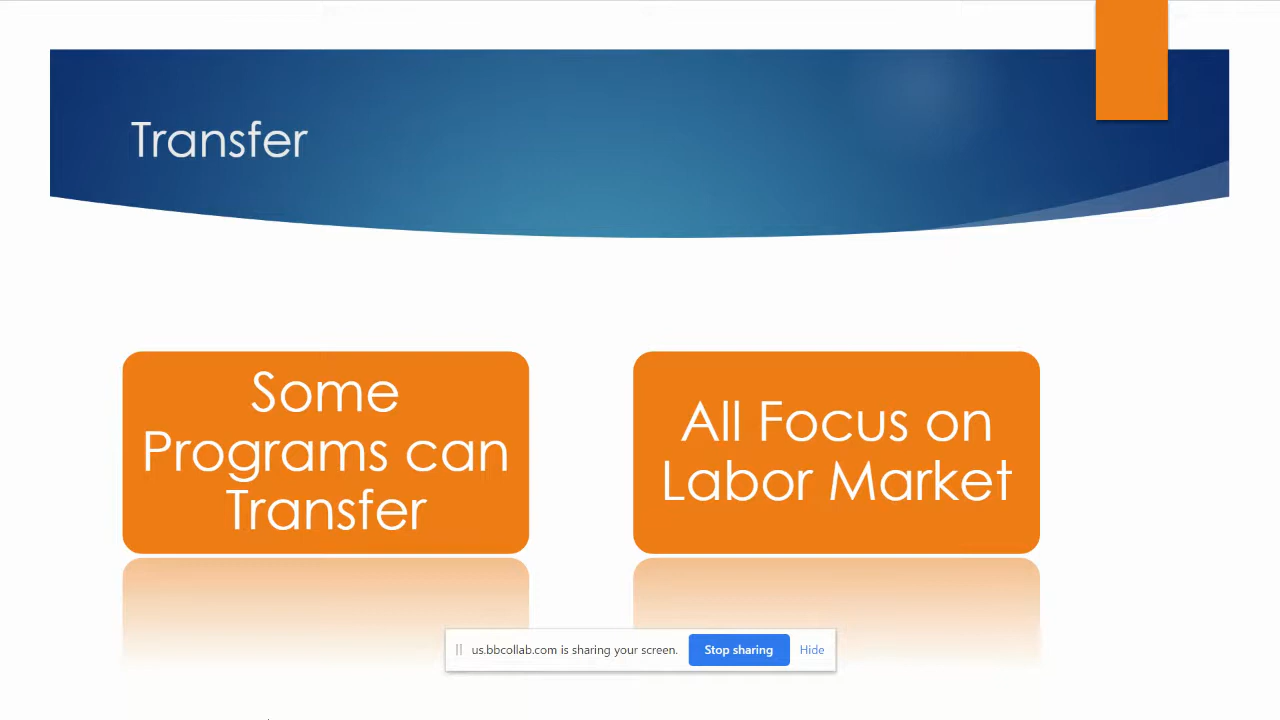 Transfer
Some
Programs can
Transfer
All Focus on
Labor Market
us.bbcollab.com is sharing your screen. Stop sharing Hide